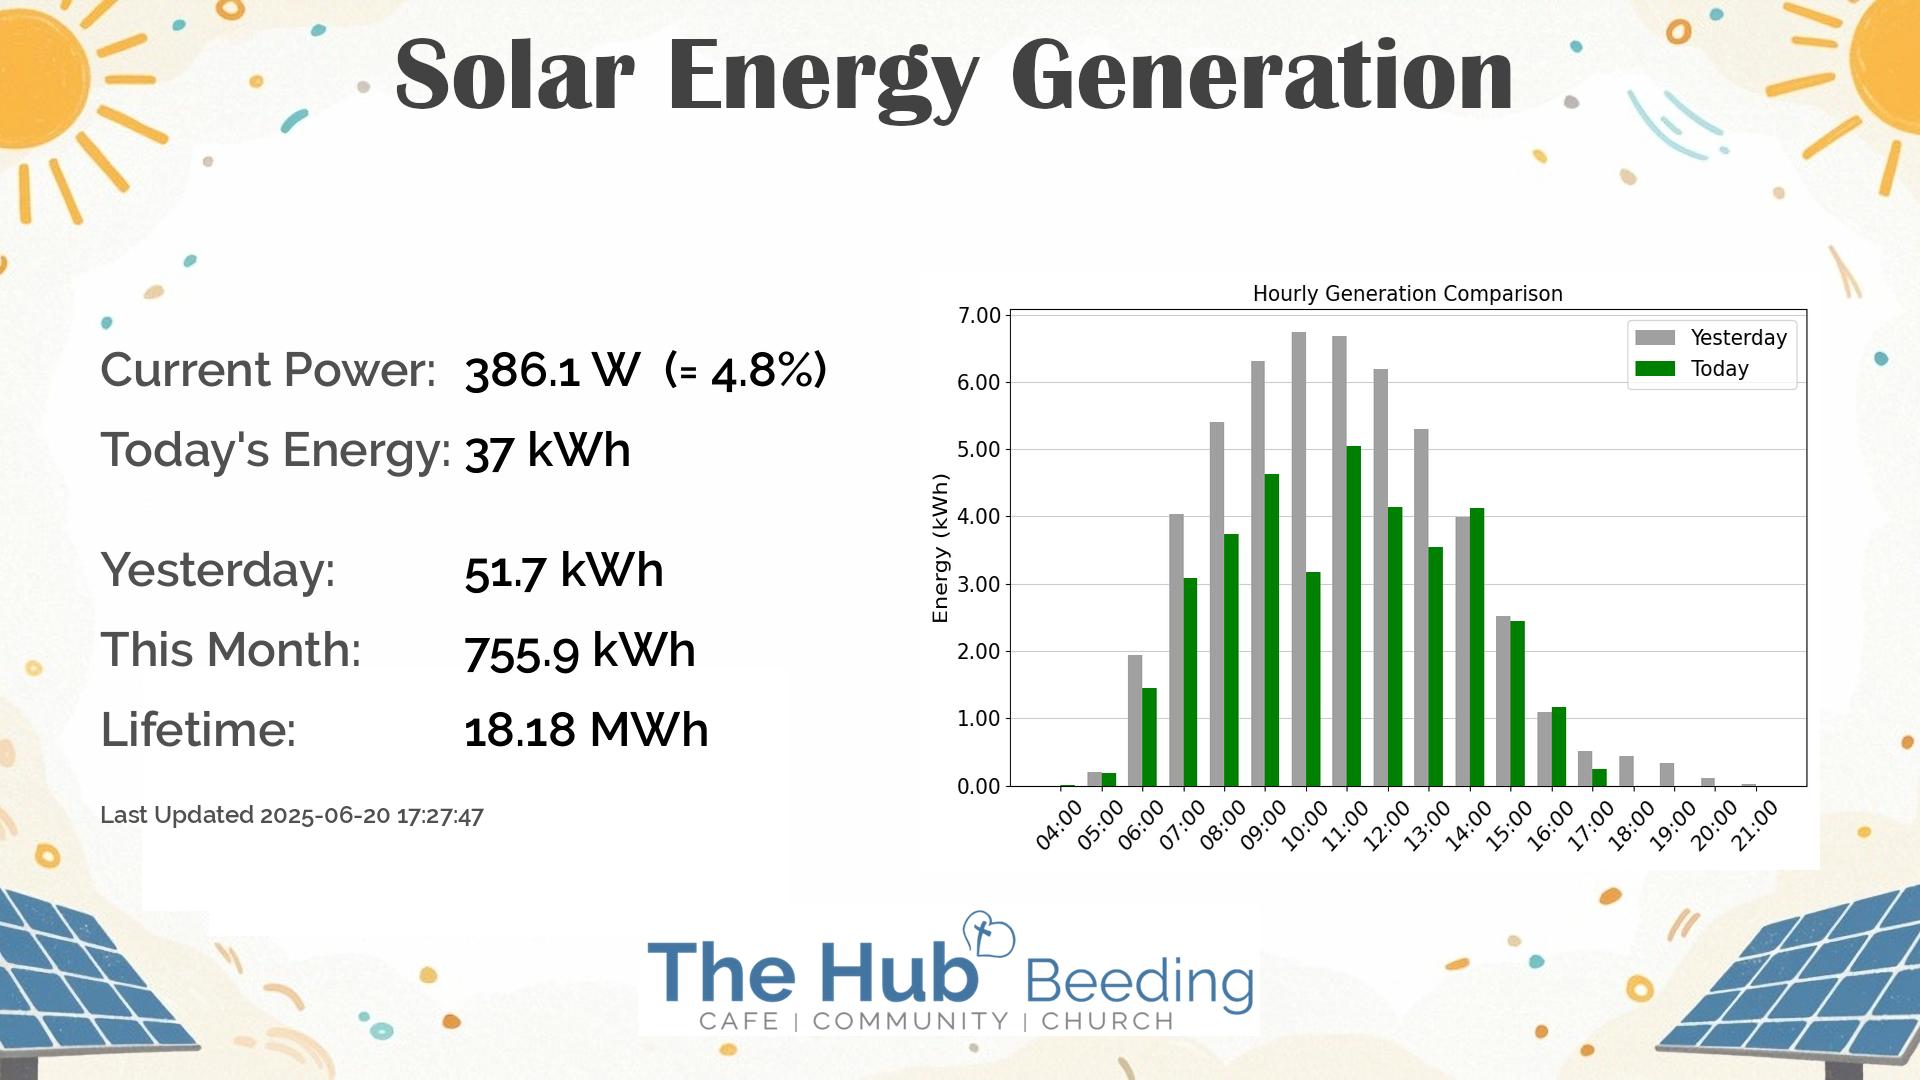 Solar Energy Generation
Current Power: 386.1 W (= 4.8%)
Today's Energy: 37 kWh
Yesterday: 51.7 kWh
This Month: 755.9 kWh
Lifetime: 18.18 MWh
Last Updated 2025-06-20 17:27:47
Hourly Generation Comparison
Yesterday
Today
Energy (kWh)
7.00
6.00
5.00
4.00
3.00
2.00
1.00
0.00
04:00 05:00 06:00 07:00 08:00 09:00 10:00 11:00 12:00 13:00 14:00 15:00 16:00 17:00 18:00 19:00 20:00 21:00
The Hub Beeding
CAFE | COMMUNITY | CHURCH